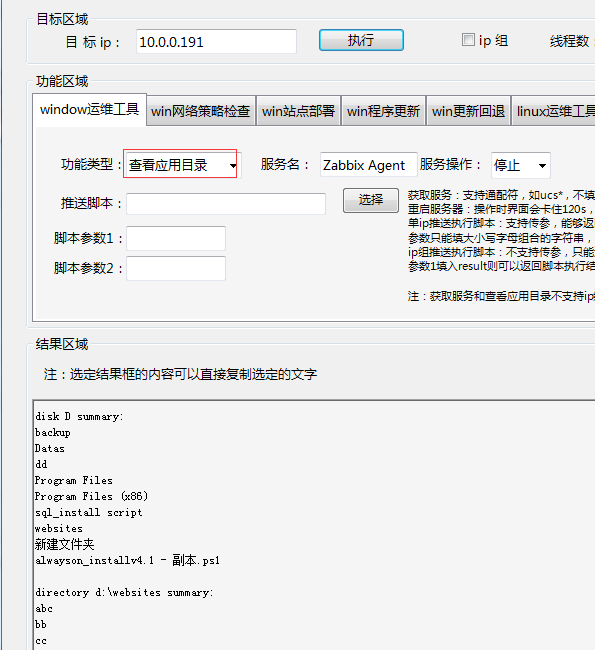 目标区域
目 标 ip： 10.0.0.191 执行 ip 组 线程数：
功能区域
window运维工具 win网络策略检查 win站点部署 win程序更新 win更新回退 linux运维工具
功能类型： 查看应用目录 服务名： Zabbix Agent 服务操作： 停止
推送脚本： 选择
脚本参数1：
脚本参数2：
获取服务：支持通配符，如ucs*，不填
重启服务器：操作时界面会卡住120s，
单ip推送执行脚本：支持传参，能够返
参数只能填大小写字母组合的字符串，
ip组推送执行脚本：不支持传参，只能
参数1填入result则可以返回脚本执行结
注：获取服务和查看应用目录不支持ip
结果区域
注：选定结果框的内容可以直接复制选定的文字
disk D summary:
backup
Datas
dd
Program Files
Program Files (x86)
sql_install script
websites
新建文件夹
alwayson_installv4.1 - 副本.ps1
directory d:\websites summary:
abc
bb
cc